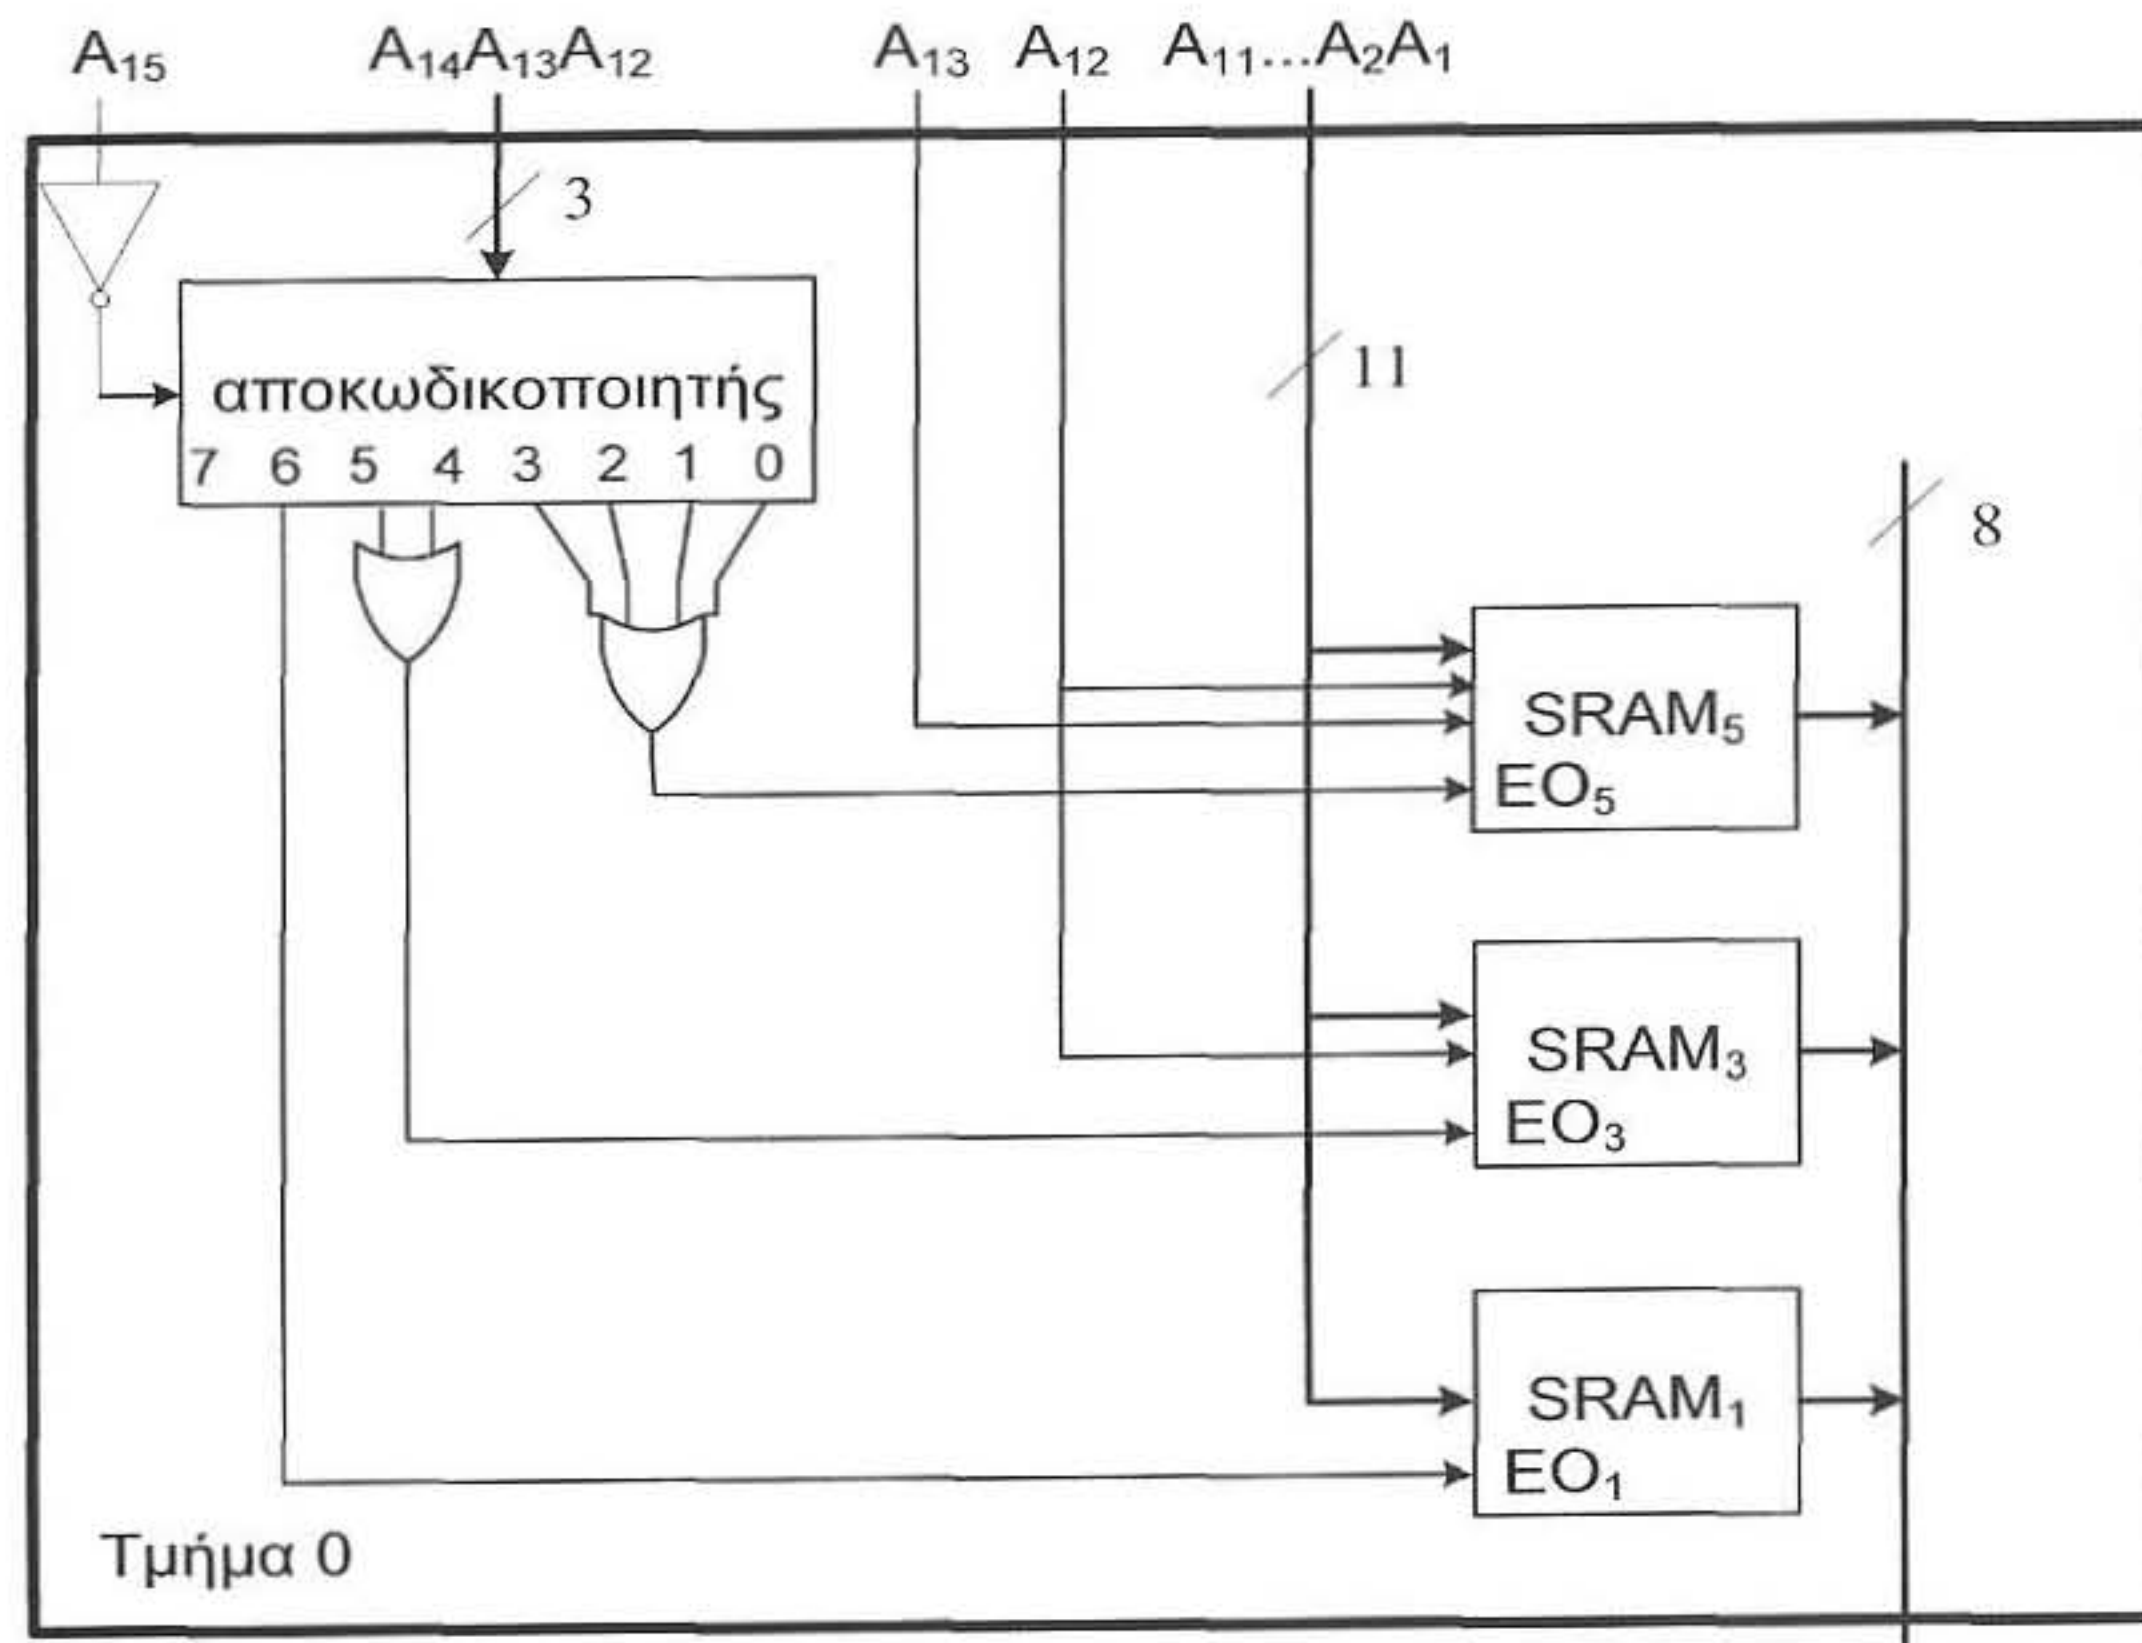 A₁₅ A₁₄A₁₃A₁₂ A₁₃ A₁₂ A₁₁...A₂A₁
3
11
αποκωδικοποιητής
7 6 5 4 3 2 1 0
8
SRAM₅
EO₅
SRAM₃
EO₃
SRAM₁
EO₁
Τμήμα 0